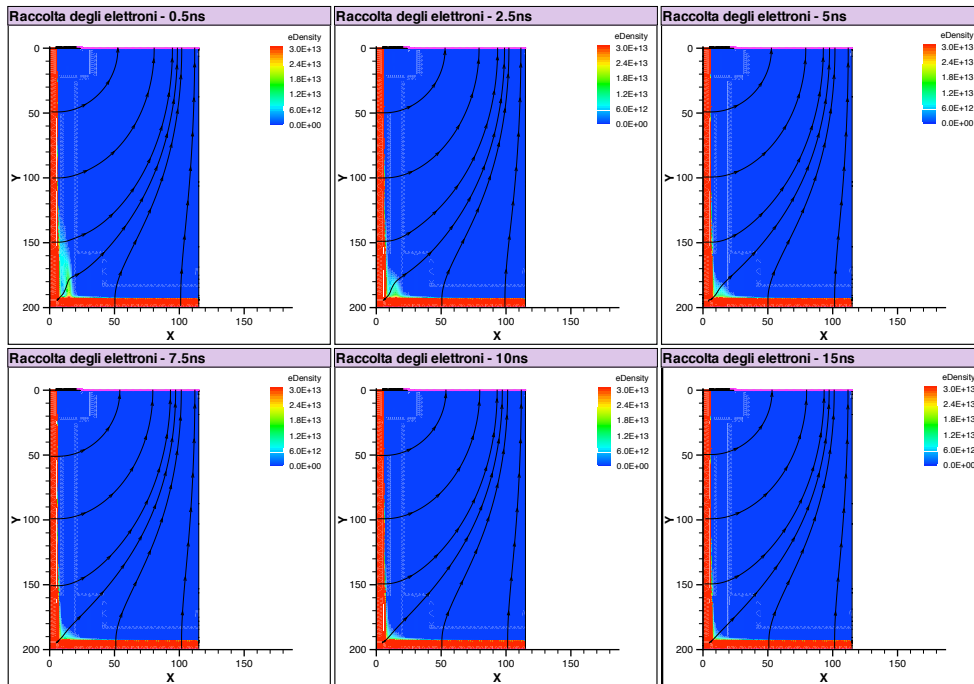 Raccolta degli elettroni - 0.5ns
eDensity
3.0E+13
2.4E+13
1.8E+13
1.2E+13
6.0E+12
0.0E+00
0
50
100
150
200
Y
0
50
100
150
X
Raccolta degli elettroni - 2.5ns
eDensity
3.0E+13
2.4E+13
1.8E+13
1.2E+13
6.0E+12
0.0E+00
0
50
100
150
200
Y
0
50
100
150
X
Raccolta degli elettroni - 5ns
eDensity
3.0E+13
2.4E+13
1.8E+13
1.2E+13
6.0E+12
0.0E+00
0
50
100
150
200
Y
0
50
100
150
X
Raccolta degli elettroni - 7.5ns
eDensity
3.0E+13
2.4E+13
1.8E+13
1.2E+13
6.0E+12
0.0E+00
0
50
100
150
200
Y
0
50
100
150
X
Raccolta degli elettroni - 10ns
eDensity
3.0E+13
2.4E+13
1.8E+13
1.2E+13
6.0E+12
0.0E+00
0
50
100
150
200
Y
0
50
100
150
X
Raccolta degli elettroni - 15ns
eDensity
3.0E+13
2.4E+13
1.8E+13
1.2E+13
6.0E+12
0.0E+00
0
50
100
150
200
Y
0
50
100
150
X